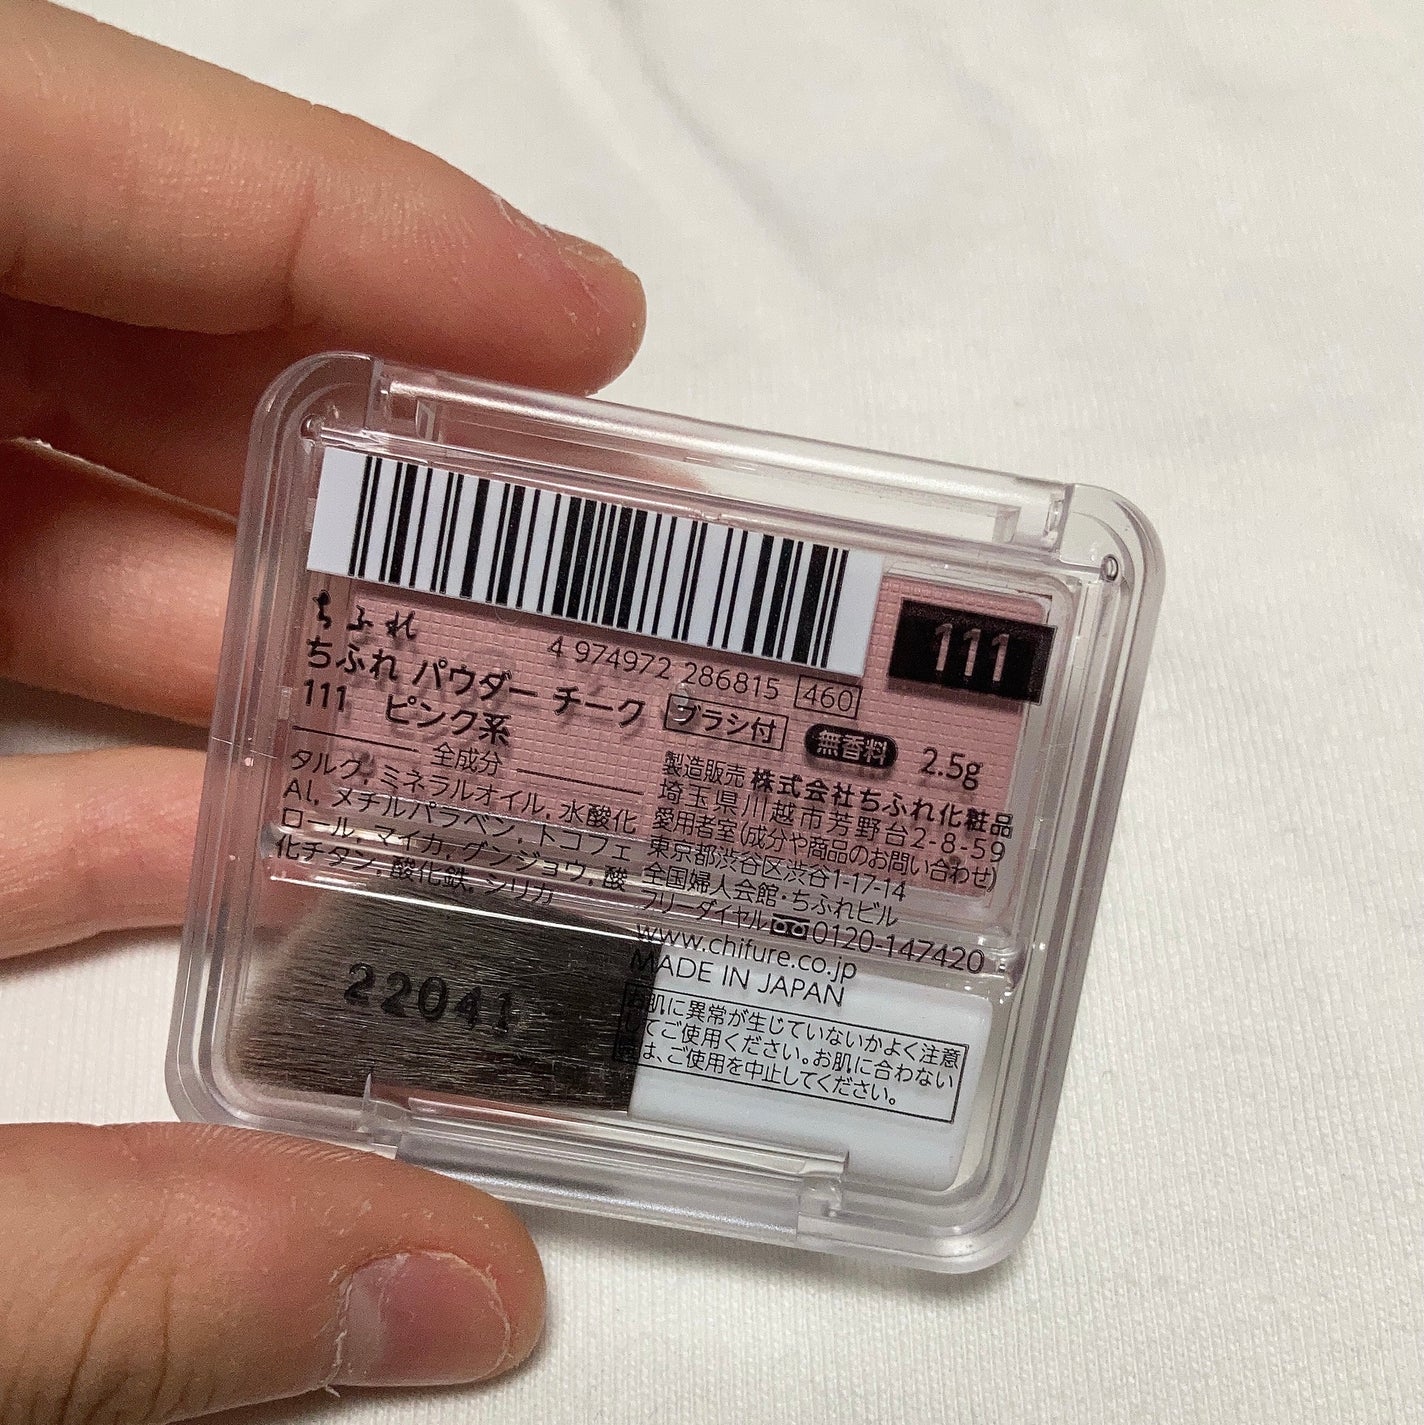 ちふれ
4 974972 286815 460
111
ちふれ パウダー チーク ブラシ付
111 ピンク系
無香料 2.5g
全成分
タルク, ミネラルオイル, 水酸化
Al, メチルパラベン, トコフェ
ロール, マイカ, グンジョウ, 酸
化チタン, 酸化鉄, シリカ
製造販売 株式会社ちふれ化粧品
埼玉県川越市芳野台2-8-59
愛用者室(成分や商品のお問い合わせ)
東京都渋谷区渋谷1-17-14
全国婦人会館・ちふれビル
フリーダイヤル 0120-147420
www.chifure.co.jp
MADE IN JAPAN
お肌に異常が生じていないかよく注意
してご使用ください。お肌に合わない
時は、ご使用を中止してください。
22041